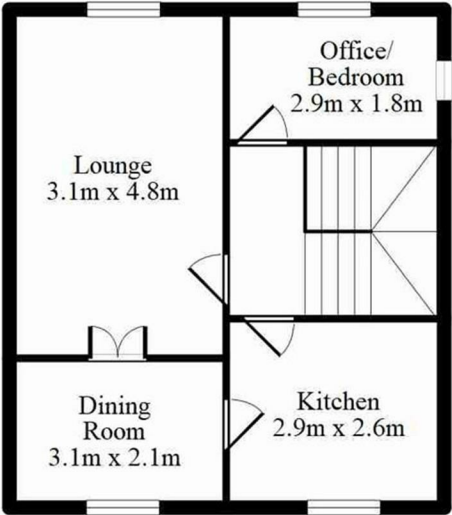 Office/
Bedroom
2.9m x 1.8m
Lounge
3.1m x 4.8m
Dining
Room
3.1m x 2.1m
Kitchen
2.9m x 2.6m